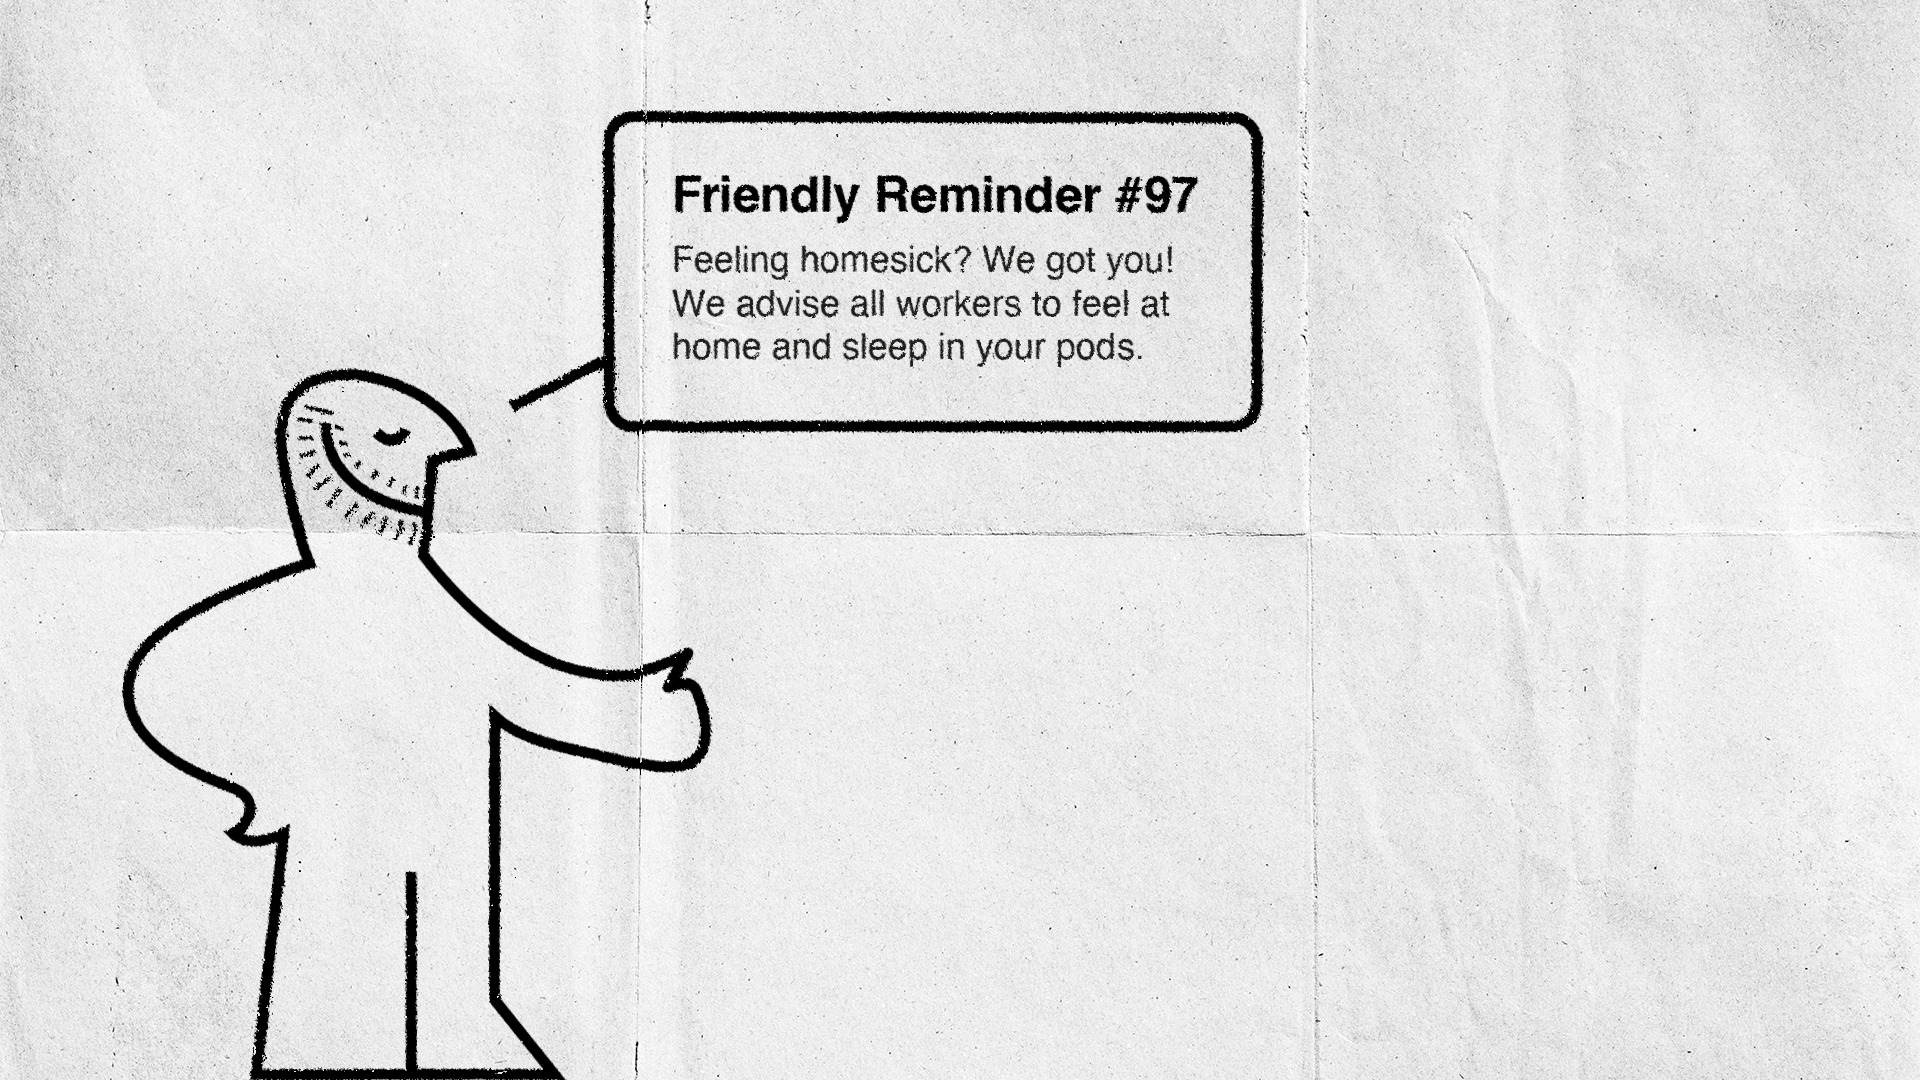 Friendly Reminder #97
Feeling homesick? We got you!
We advise all workers to feel at
home and sleep in your pods.